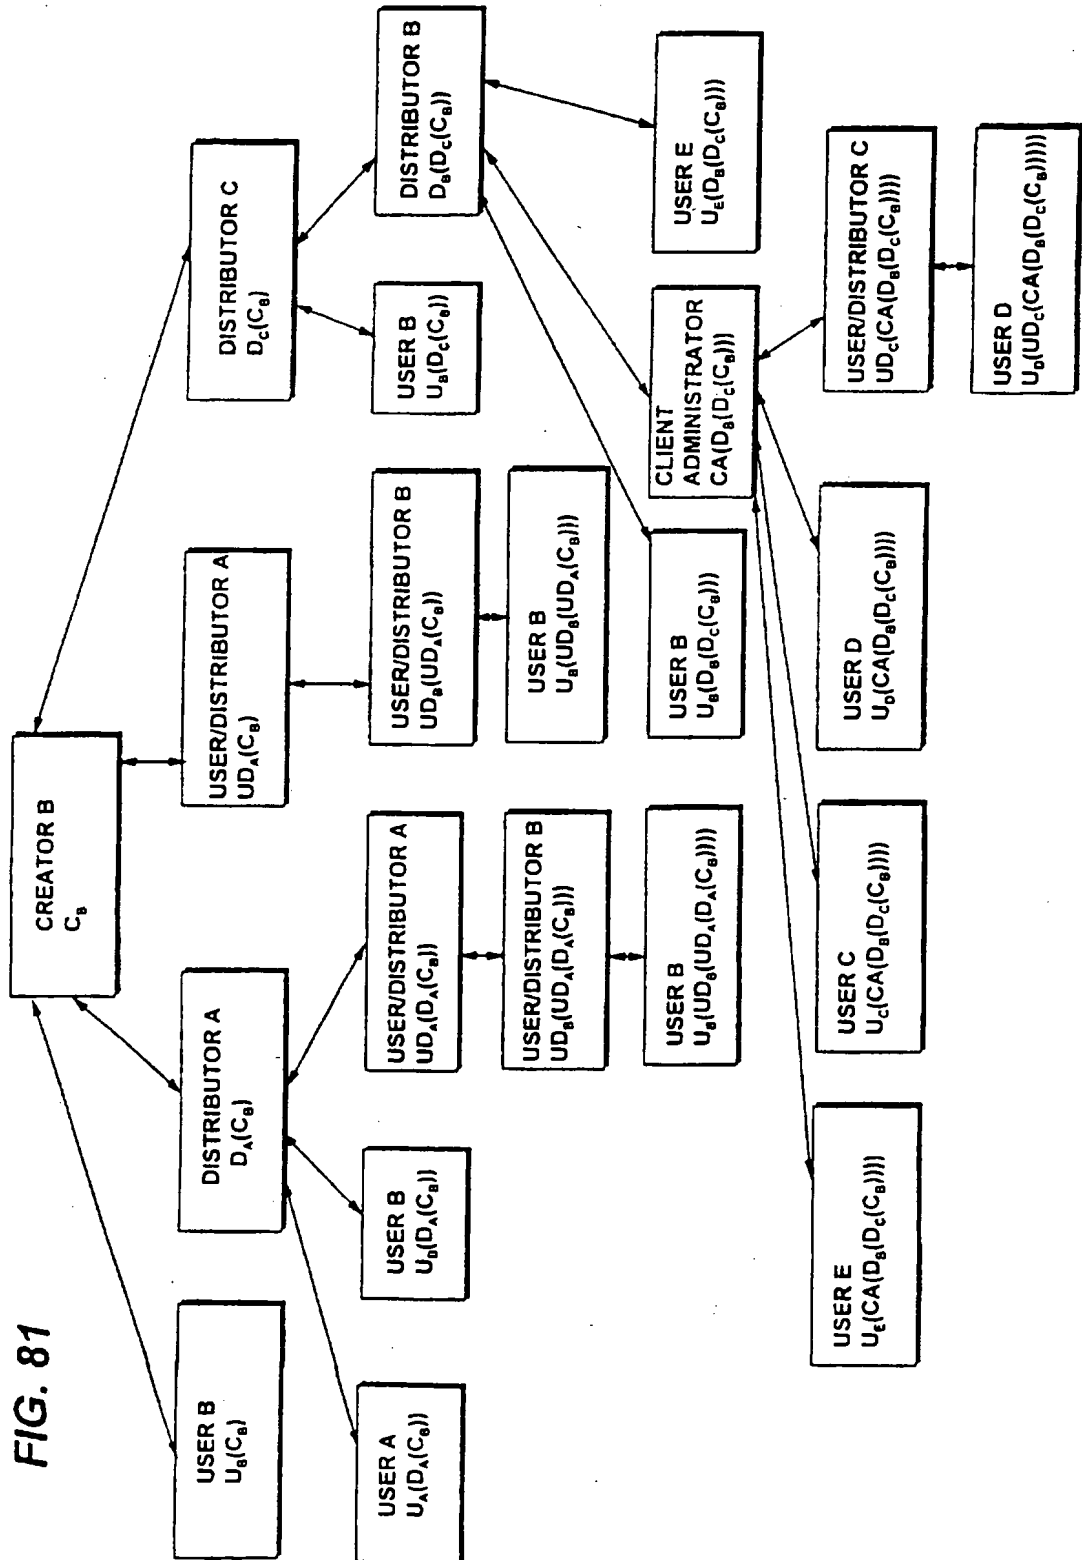 FIG. 81
CREATOR B
C_B
USER B
U_B(C_B)
DISTRIBUTOR A
D_A(C_B)
USER/DISTRIBUTOR A
UD_A(C_B)
DISTRIBUTOR C
D_C(C_B)
USER A
U_A(D_A(C_B))
USER B
U_D(D_A(C_B))
USER/DISTRIBUTOR A
UD_A(D_A(C_B))
USER/DISTRIBUTOR B
UD_B(UD_A(C_B))
USER B
U_B(D_C(C_B))
DISTRIBUTOR B
D_B(D_C(C_B))
USER/DISTRIBUTOR B
UD_B(UD_A(D_A(C_B)))
USER B
U_B(UD_B(UD_A(C_B)))
USER B
U_B(UD_B(UD_A(D_A(C_B))))
USER B
U_B(D_B(D_C(C_B)))
CLIENT
ADMINISTRATOR
CA(D_B(D_C(C_B)))
USER E
U_E(D_B(D_C(C_B)))
USER E
U_E(CA(D_B(D_C(C_B))))
USER C
U_C(CA(D_B(D_C(C_B))))
USER D
U_D(CA(D_B(D_C(C_B))))
USER/DISTRIBUTOR C
UD_C(CA(D_B(D_C(C_B))))
USER D
U_D(UD_C(CA(D_B(D_C(C_B)))))